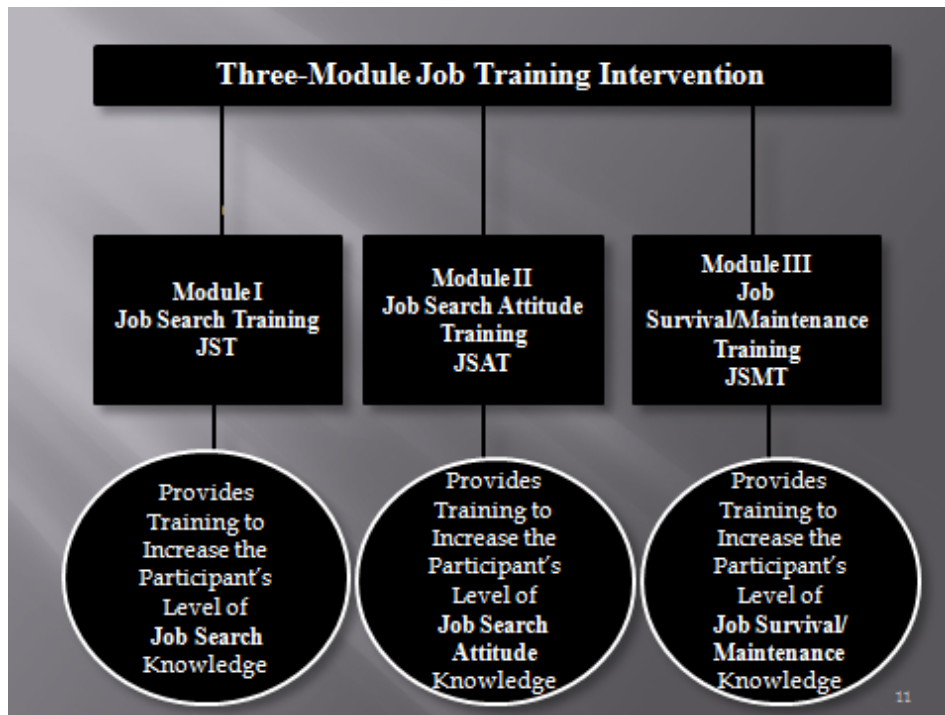 Three-Module Job Training Intervention
Module I
Job Search Training
JST
Module II
Job Search Attitude
Training
JSAT
Module III
Job
Survival/Maintenance
Training
JSMT
Provides
Training to
Increase the
Participant´s
Level of
Job Search
Knowledge
Provides
Training to
Increase the
Participant´s
Level of
Job Search
Attitude
Knowledge
Provides
Training to
Increase the
Participant´s
Level of
Job Survival/
Maintenance
Knowledge
11